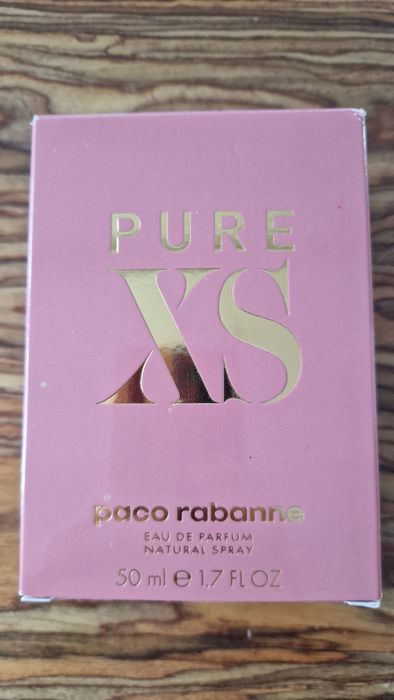 PURE
XS
paco rabanne
EAU DE PARFUM
NATURAL SPRAY
50 ml e 1.7 FL OZ